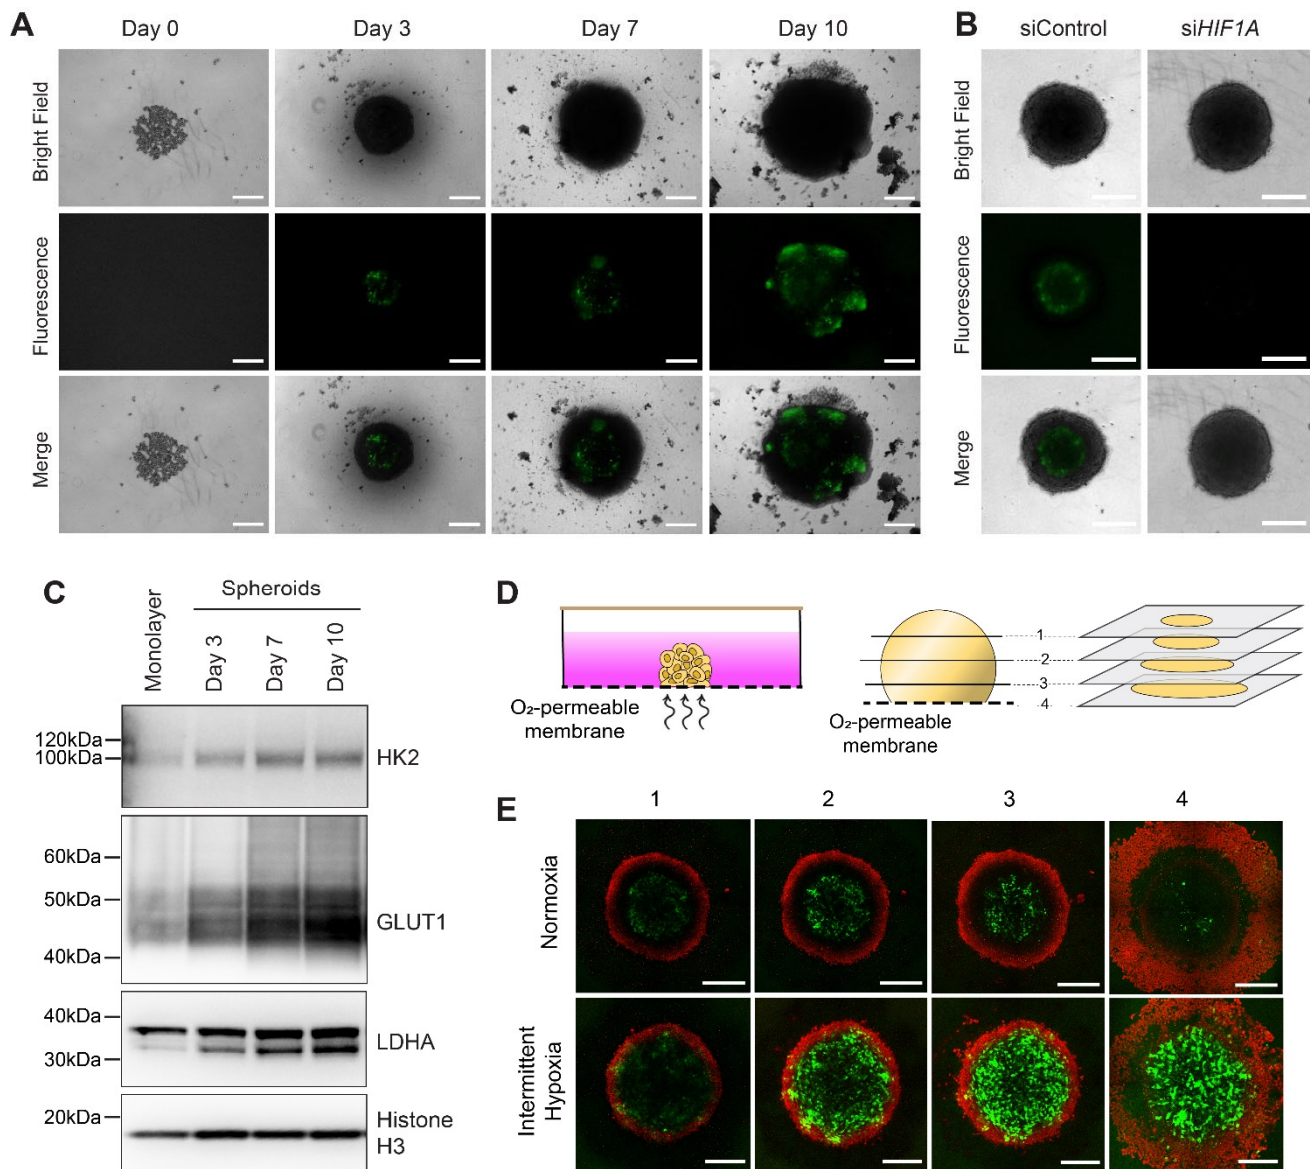 A
Day 0
Day 3
Day 7
Day 10
Bright Field
Fluorescence
Merge
B
siControl
siHIF1A
Bright Field
Fluorescence
Merge
C
Monolayer
Spheroids
Day 3
Day 7
Day 10
120kDa
100kDa
HK2
60kDa
50kDa
40kDa
GLUT1
40kDa
30kDa
LDHA
20kDa
Histone
H3
D
O₂-permeable
membrane
1
2
3
4
O₂-permeable
membrane
E
1
2
3
4
Normoxia
Intermittent
Hypoxia